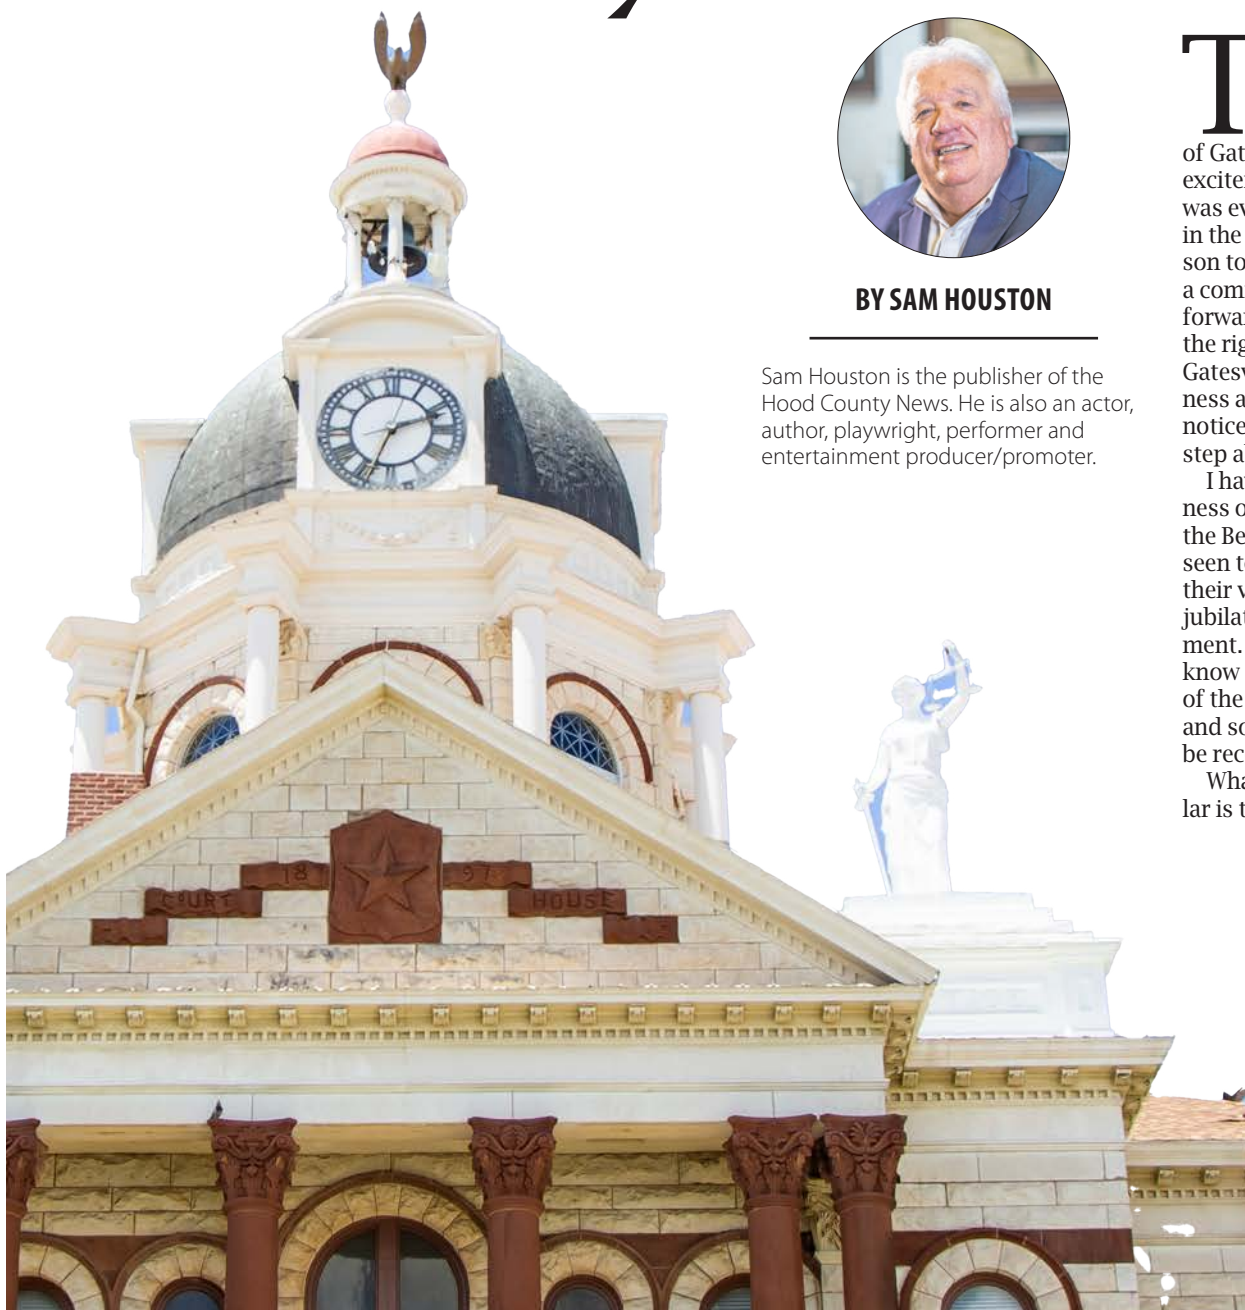 BY SAM HOUSTON
Sam Houston is the publisher of the
Hood County News. He is also an actor,
author, playwright, performer and
entertainment producer/promoter.
18 97
COURT HOUSE
T
of Gat
excite
was ev
in the
son to
a com
forwa
the rig
Gatesv
ness a
notice
step a
I ha
ness o
the Be
seen t
their v
jubila
ment.
know
of the
and so
be rec
Wha
lar is t